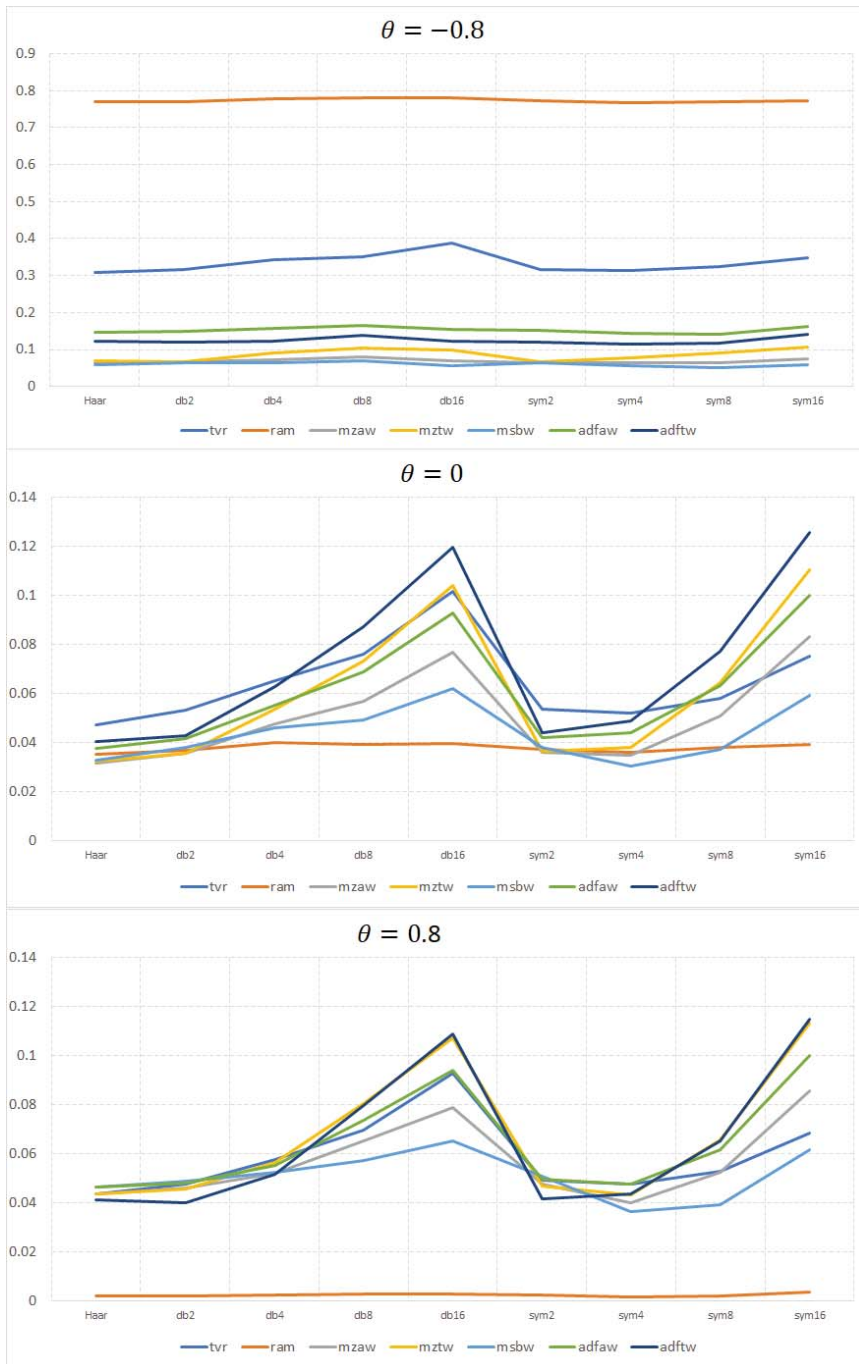 θ = −0.8
0.9
0.8
0.7
0.6
0.5
0.4
0.3
0.2
0.1
0
Haar db2 db4 db8 db16 sym2 sym4 sym8 sym16
tvr ram mzaw mztw msbw adfaw adftw
θ = 0
0.14
0.12
0.1
0.08
0.06
0.04
0.02
0
Haar db2 db4 db8 db16 sym2 sym4 sym8 sym16
tvr ram mzaw mztw msbw adfaw adftw
θ = 0.8
0.14
0.12
0.1
0.08
0.06
0.04
0.02
0
Haar db2 db4 db8 db16 sym2 sym4 sym8 sym16
tvr ram mzaw mztw msbw adfaw adftw